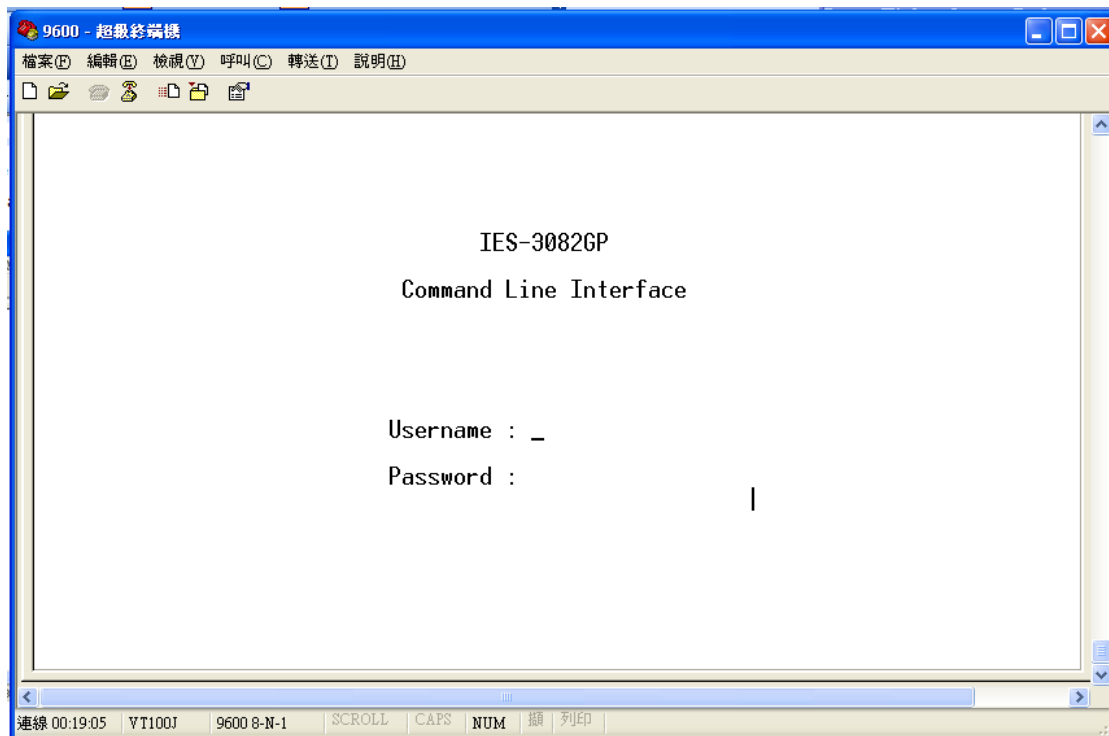 9600 - 超級終端機
檔案(F) 編輯(E) 檢視(V) 呼叫(C) 轉送(T) 說明(H)
IES-3082GP
Command Line Interface
Username : _
Password :
連線 00:19:05 VT100J 9600 8-N-1 SCROLL CAPS NUM 擷 列印